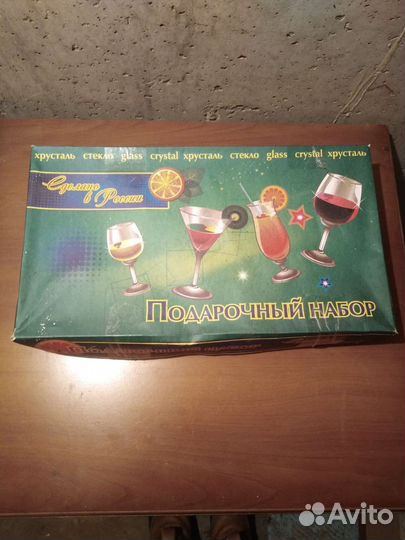 хрусталь стекло glass crystal хрусталь стекло glass crystal хрусталь
Сделано
в России
ПОДАРОЧНЫЙ НАБОР
Avito